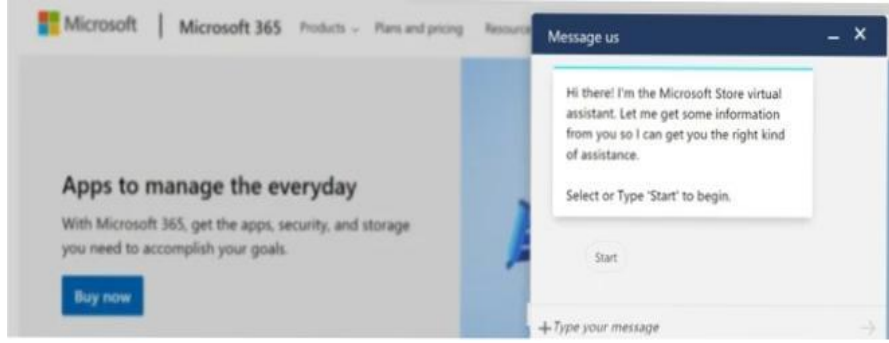 Microsoft | Microsoft 365 Products Plans and pricing Resource
Message us
Hi there! I'm the Microsoft Store virtual
assistant. Let me get some information
from you so I can get you the right kind
of assistance.
Select or Type 'Start' to begin.
Start
+Type your message
Apps to manage the everyday
With Microsoft 365, get the apps, security, and storage
you need to accomplish your goals.
Buy now